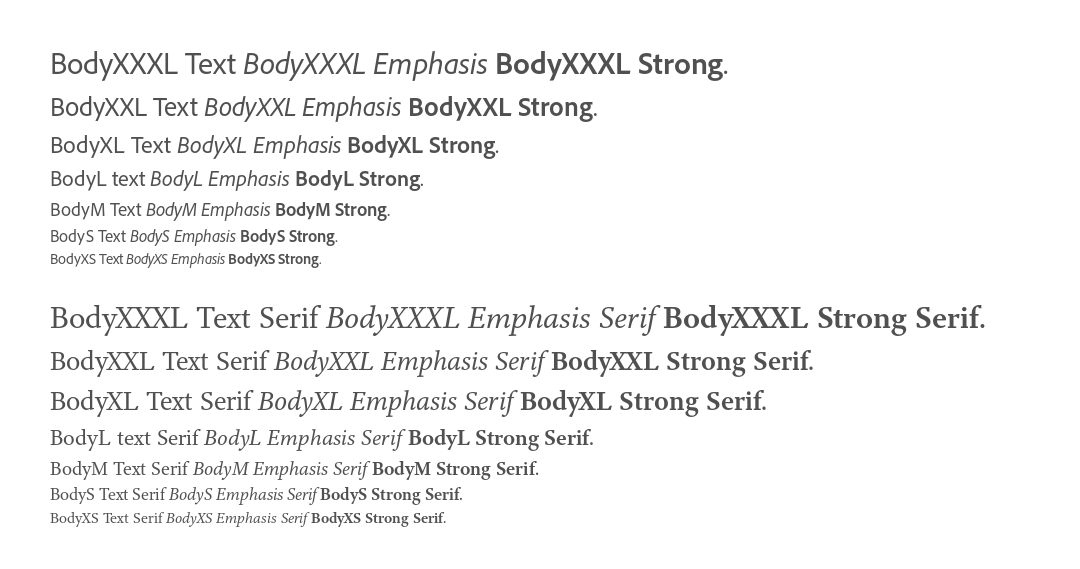 BodyXXXL Text BodyXXXL Emphasis BodyXXXL Strong.
BodyXXL Text BodyXXL Emphasis BodyXXL Strong.
BodyXL Text BodyXL Emphasis BodyXL Strong.
BodyL text BodyL Emphasis BodyL Strong.
BodyM Text BodyM Emphasis BodyM Strong.
BodyS Text BodyS Emphasis BodyS Strong.
BodyXS Text BodyXS Emphasis BodyXS Strong.
BodyXXXL Text Serif BodyXXXL Emphasis Serif BodyXXXL Strong Serif.
BodyXXL Text Serif BodyXXL Emphasis Serif BodyXXL Strong Serif.
BodyXL Text Serif BodyXL Emphasis Serif BodyXL Strong Serif.
BodyL text Serif BodyL Emphasis Serif BodyL Strong Serif.
BodyM Text Serif BodyM Emphasis Serif BodyM Strong Serif.
BodyS Text Serif BodyS Emphasis Serif BodyS Strong Serif.
BodyXS Text Serif BodyXS Emphasis Serif BodyXS Strong Serif.